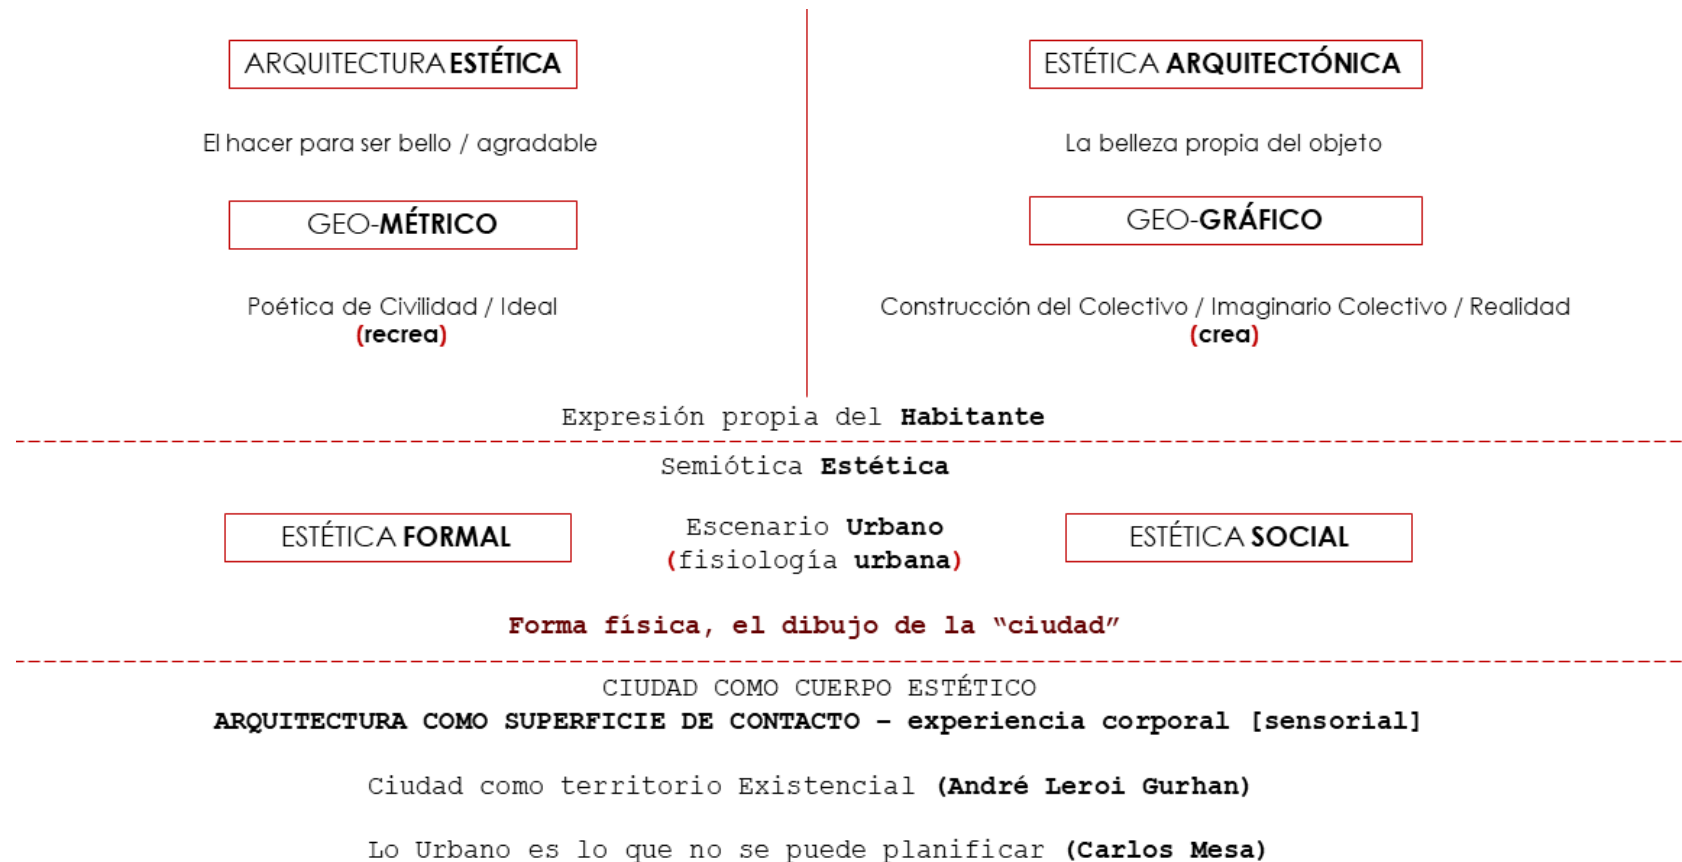 ARQUITECTURA ESTÉTICA
El hacer para ser bello / agradable
GEO-MÉTRICO
Poética de Civilidad / Ideal
(recrea)
ESTÉTICA ARQUITECTÓNICA
La belleza propia del objeto
GEO-GRÁFICO
Construcción del Colectivo / Imaginario Colectivo / Realidad
(crea)
Expresión propia del Habitante
Semiótica Estética
ESTÉTICA FORMAL
Escenario Urbano
(fisiología urbana)
ESTÉTICA SOCIAL
Forma física, el dibujo de la “ciudad”
CIUDAD COMO CUERPO ESTÉTICO
ARQUITECTURA COMO SUPERFICIE DE CONTACTO – experiencia corporal [sensorial]
Ciudad como territorio Existencial (André Leroi Gurhan)
Lo Urbano es lo que no se puede planificar (Carlos Mesa)